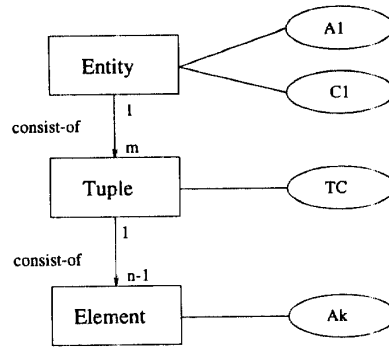 A1
Entity
C1
1
consist-of
m
Tuple
TC
1
consist-of
n-1
Element
Ak